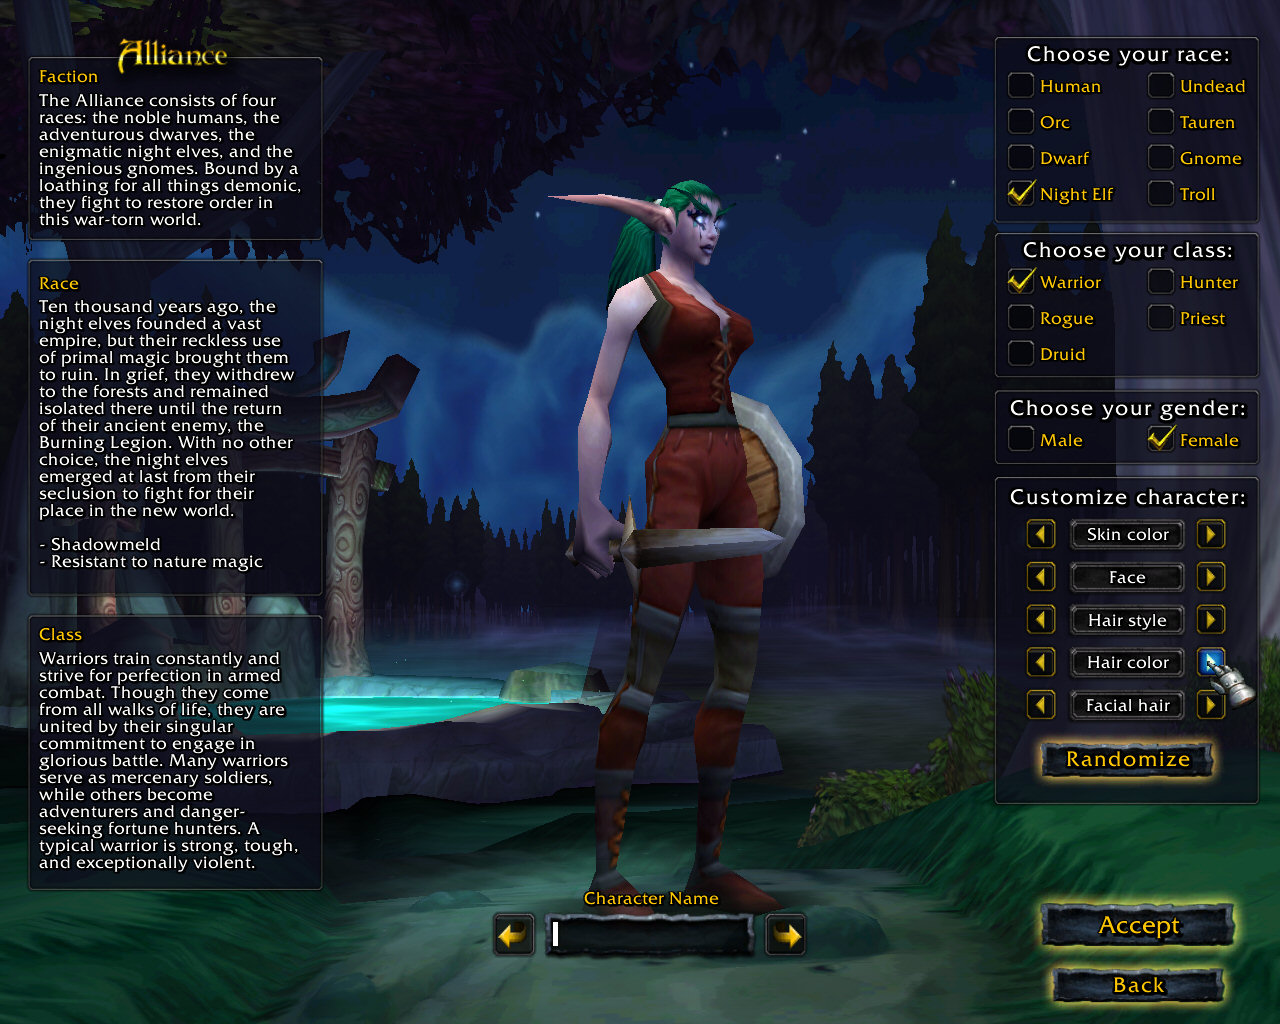 Alliance
Faction
The Alliance consists of four
races: the noble humans, the
adventurous dwarves, the
enigmatic night elves, and the
ingenious gnomes. Bound by a
loathing for all things demonic,
they fight to restore order in
this war-torn world.
Race
Ten thousand years ago, the
night elves founded a vast
empire, but their reckless use
of primal magic brought them
to ruin. In grief, they withdrew
to the forests and remained
isolated there until the return
of their ancient enemy, the
Burning Legion. With no other
choice, the night elves
emerged at last from their
seclusion to fight for their
place in the new world.
- Shadowmeld
- Resistant to nature magic
Class
Warriors train constantly and
strive for perfection in armed
combat. Though they come
from all walks of life, they are
united by their singular
commitment to engage in
glorious battle. Many warriors
serve as mercenary soldiers,
while others become
adventurers and danger-
seeking fortune hunters. A
typical warrior is strong, tough,
and exceptionally violent.
Character Name
Choose your race:
Human Undead
Orc Tauren
Dwarf Gnome
Night Elf Troll
Choose your class:
Warrior Hunter
Rogue Priest
Druid
Choose your gender:
Male Female
Customize character:
Skin color
Face
Hair style
Hair color
Facial hair
Randomize
Accept
Back